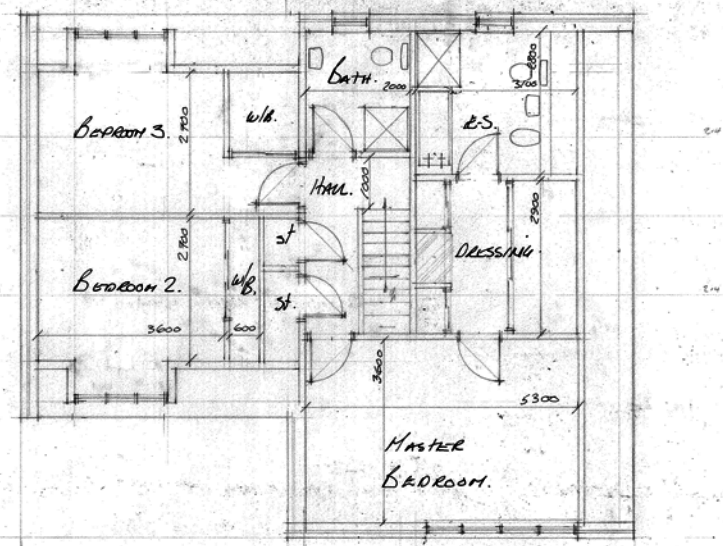 BATH.
2000
2800
3100
BEDROOM 3.
2900
W/B.
E-S.
HALL.
1000
2900
St
DRESSING.
2900
BEDROOM 2.
W/B.
St.
3600
600
3600
5300
MASTER
BEDROOM.